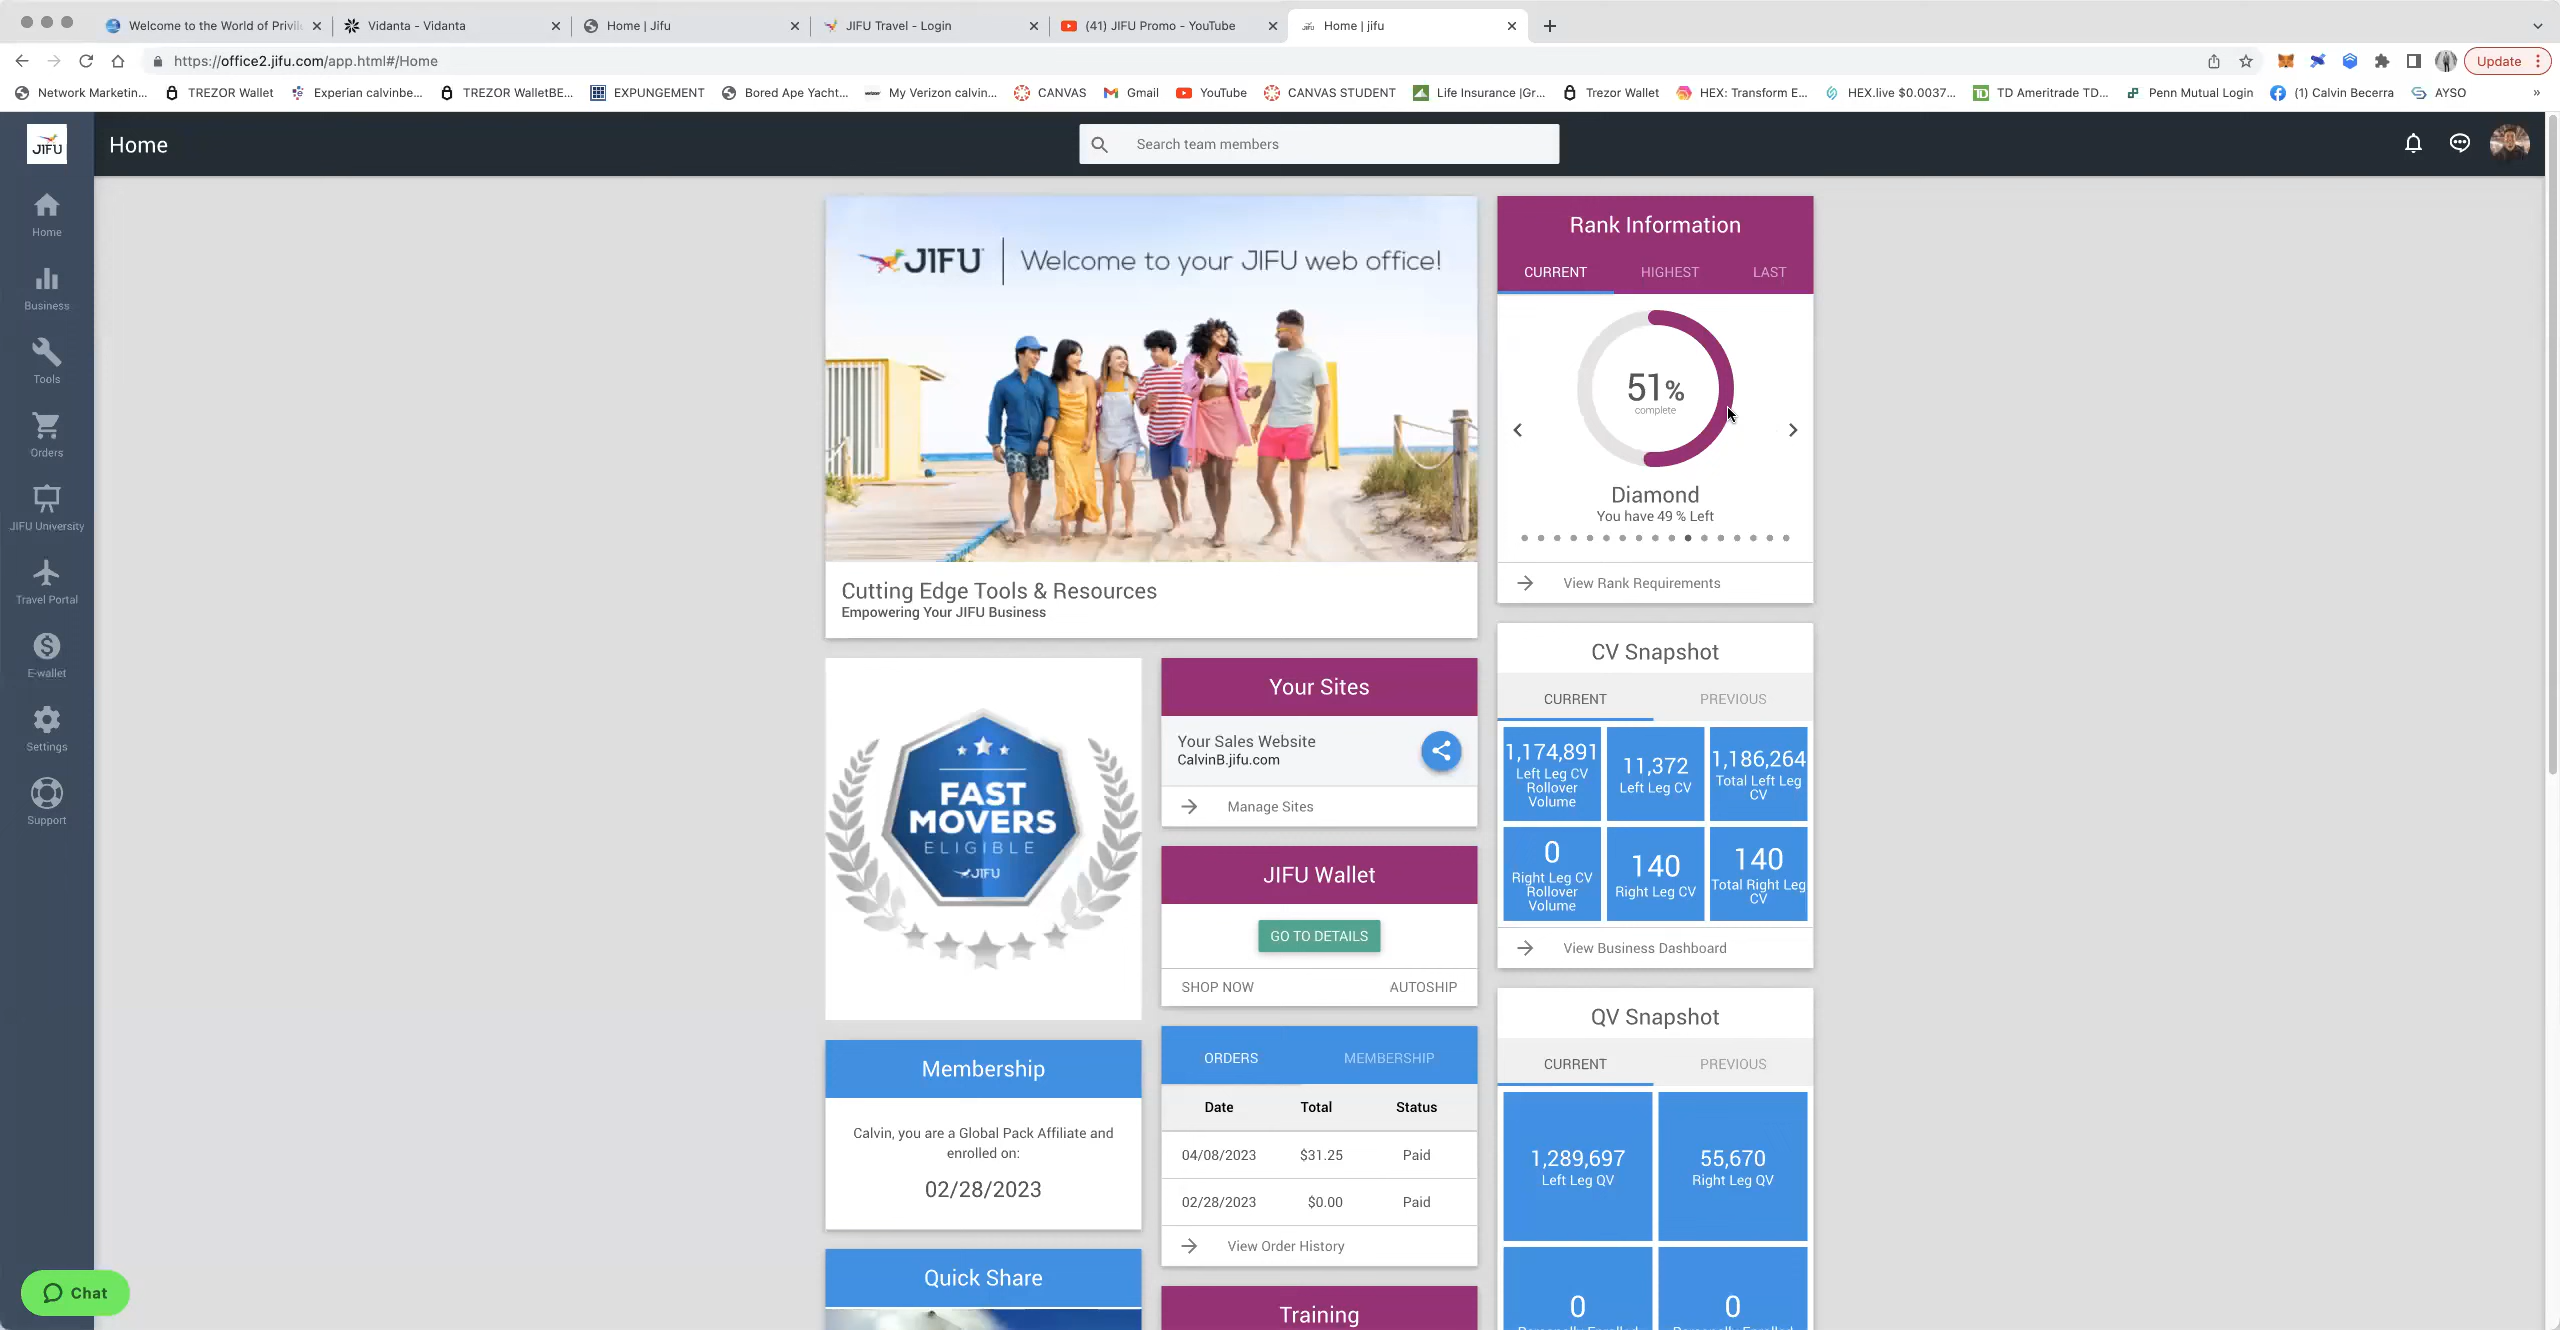 Welcome to the World of Privile
Vidanta - Vidanta
Home | Jifu
JIFU Travel - Login
(41) JIFU Promo - YouTube
Home | jifu
https://office2.jifu.com/app.html#/Home
Update
Network Marketin...
TREZOR Wallet
Experian calvinbe...
TREZOR WalletBE...
EXPUNGEMENT
Bored Ape Yacht...
My Verizon calvin...
CANVAS
Gmail
YouTube
CANVAS STUDENT
Life Insurance |Gr...
Trezor Wallet
HEX: Transform E...
HEX.live $0.0037...
TD Ameritrade TD...
Penn Mutual Login
(1) Calvin Becerra
AYSO
»
JIFU
Home
Search team members
Home
Business
Tools
Orders
JIFU University
Travel Portal
E-wallet
Settings
Support
Chat
JIFU
Welcome to your JIFU web office!
Cutting Edge Tools & Resources
Empowering Your JIFU Business
FAST
MOVERS
ELIGIBLE
JIFU
Membership
Calvin, you are a Global Pack Affiliate and
enrolled on:
02/28/2023
Quick Share
Your Sites
Your Sales Website
CalvinB.jifu.com
Manage Sites
JIFU Wallet
GO TO DETAILS
SHOP NOW
AUTOSHIP
ORDERS
MEMBERSHIP
Date Total Status
04/08/2023 $31.25 Paid
02/28/2023 $0.00 Paid
View Order History
Training
Rank Information
CURRENT HIGHEST LAST
51%
complete
Diamond
You have 49 % Left
View Rank Requirements
CV Snapshot
CURRENT PREVIOUS
1,174,891
Left Leg CV
Rollover
Volume
11,372
Left Leg CV
1,186,264
Total Left Leg
CV
0
Right Leg CV
Rollover
Volume
140
Right Leg CV
140
Total Right Leg
CV
View Business Dashboard
QV Snapshot
CURRENT PREVIOUS
1,289,697
Left Leg QV
55,670
Right Leg QV
0
0